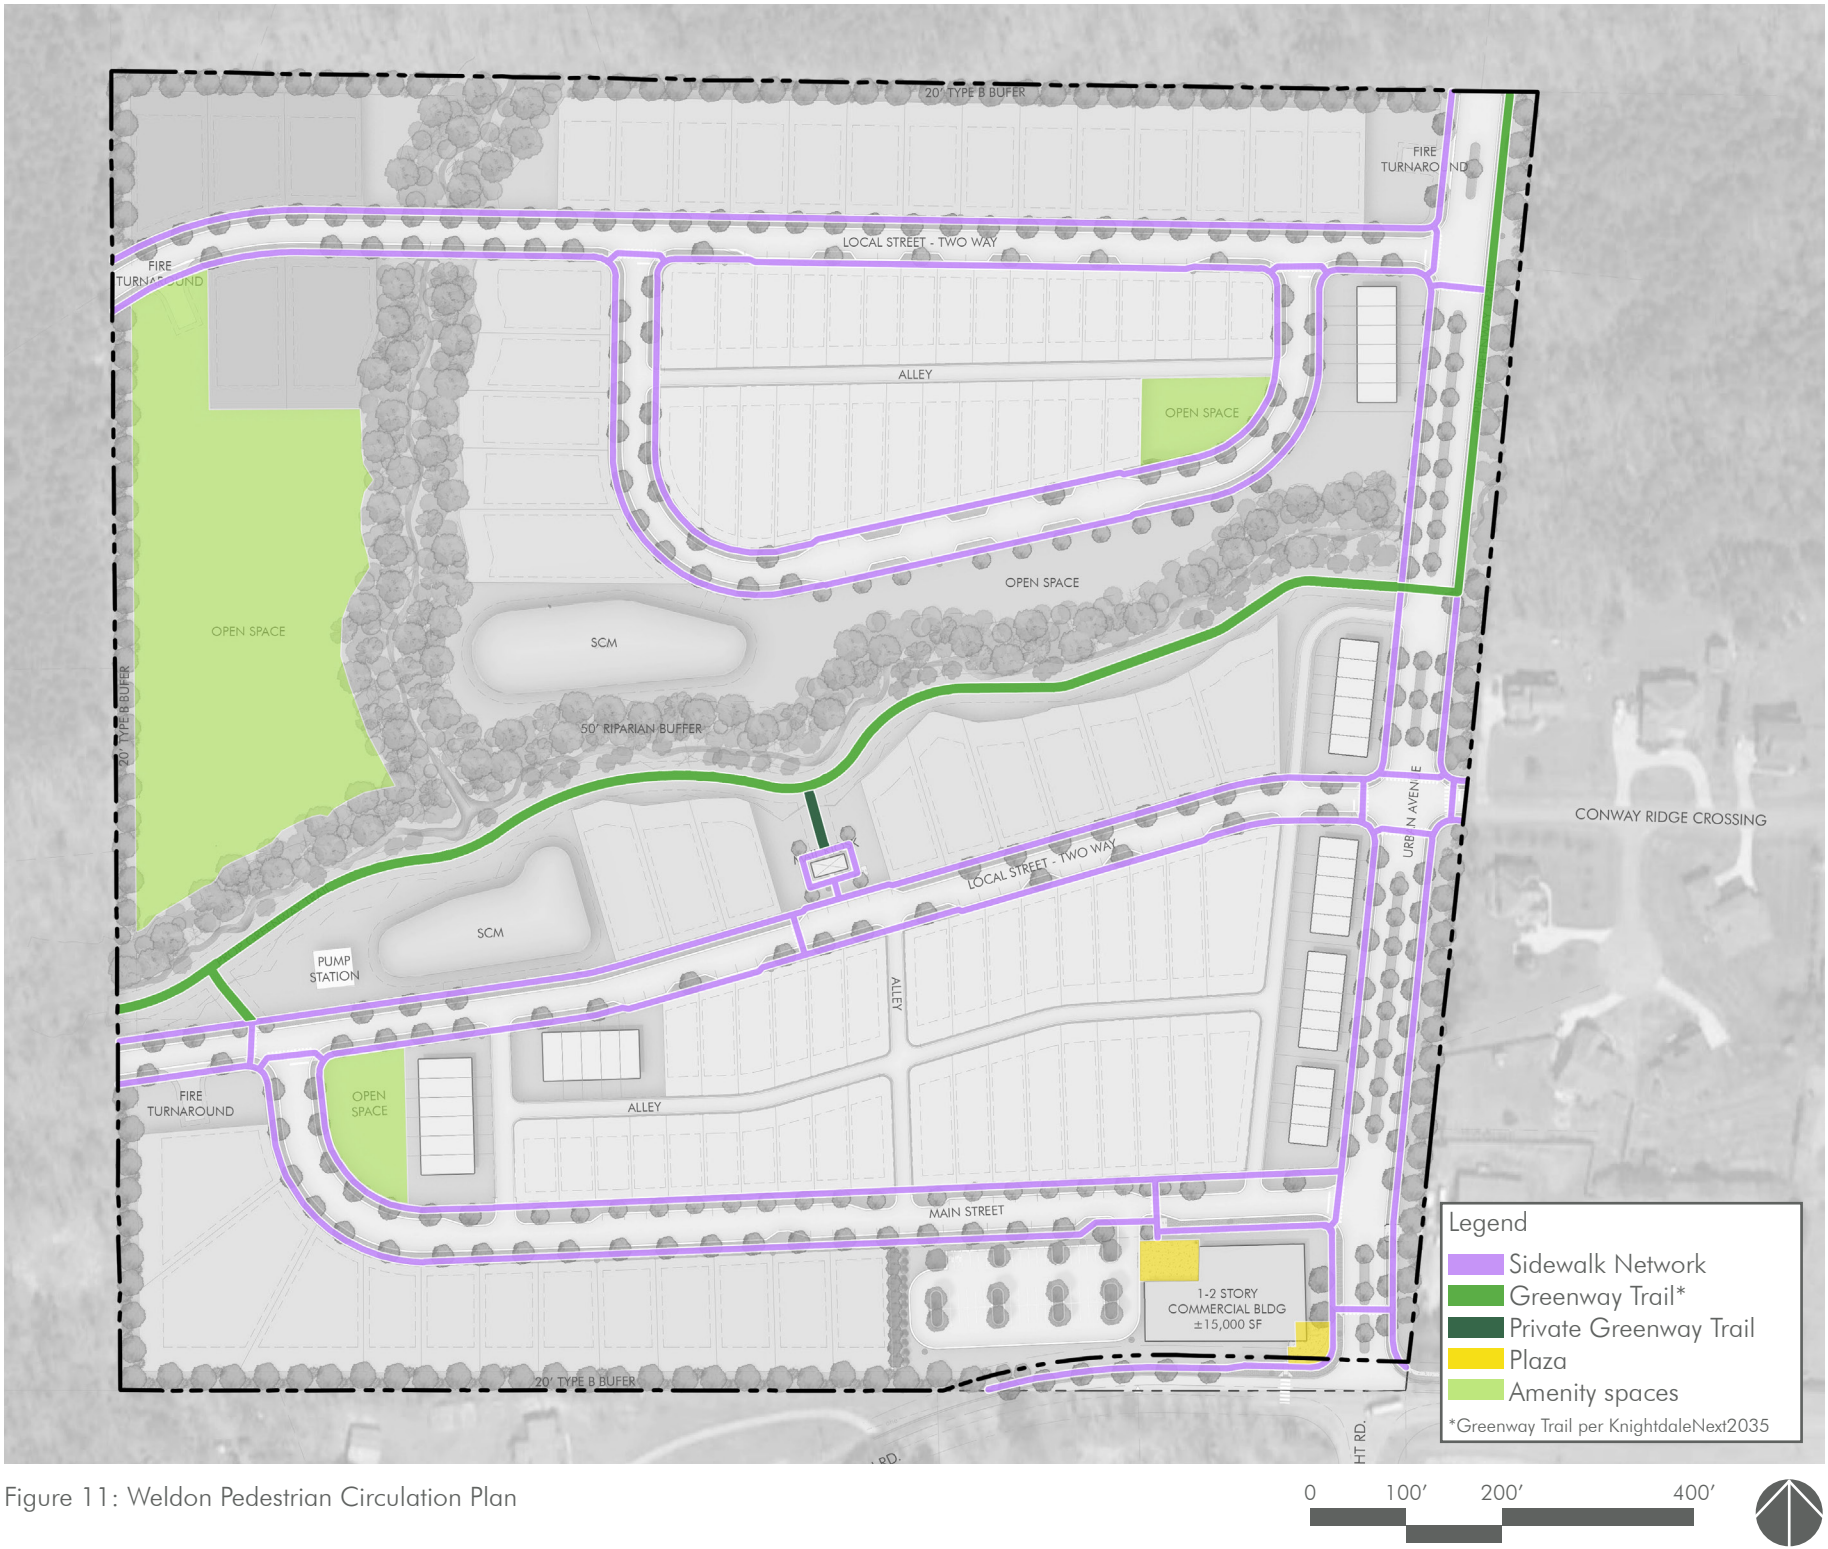 20' TYPE B BUFER
FIRE
TURNAROUND
LOCAL STREET - TWO WAY
FIRE
TURNAROUND
ALLEY
OPEN SPACE
OPEN SPACE
OPEN SPACE
SCM
20' TYPE B BUFER
50' RIPARIAN BUFFER
URBAN AVENUE
CONWAY RIDGE CROSSING
LOCAL STREET - TWO WAY
SCM
PUMP
STATION
ALLEY
FIRE
TURNAROUND
OPEN
SPACE
ALLEY
MAIN STREET
1-2 STORY
COMMERCIAL BLDG
±15,000 SF
20' TYPE B BUFER
RD.
HT RD.
Legend
Sidewalk Network
Greenway Trail*
Private Greenway Trail
Plaza
Amenity spaces
*Greenway Trail per KnightdaleNext2035
Figure 11: Weldon Pedestrian Circulation Plan
0 100' 200' 400'